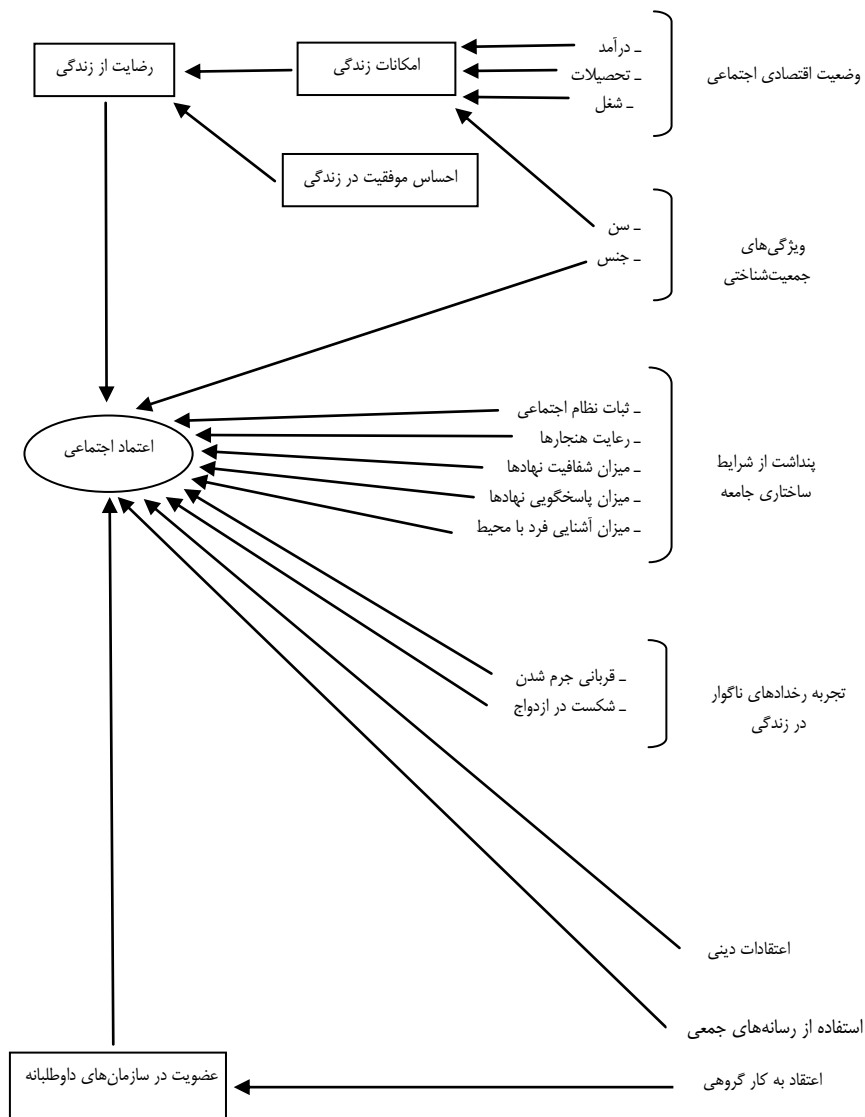 وضعیت اقتصادی اجتماعی
ـ درآمد
ـ تحصیلات
ـ شغل
امکانات زندگی
رضایت از زندگی
احساس موفقیت در زندگی
ویژگی‌های
جمعیت‌شناختی
ـ سن
ـ جنس
پنداشت از شرایط
ساختاری جامعه
ـ ثبات نظام اجتماعی
ـ رعایت هنجارها
ـ میزان شفافیت نهادها
ـ میزان پاسخگویی نهادها
ـ میزان آشنایی فرد با محیط
اعتماد اجتماعی
تجربه رخدادهای ناگوار
در زندگی
ـ قربانی جرم شدن
ـ شکست در ازدواج
اعتقادات دینی
استفاده از رسانه‌های جمعی
اعتقاد به کار گروهی
عضویت در سازمان‌های داوطلبانه